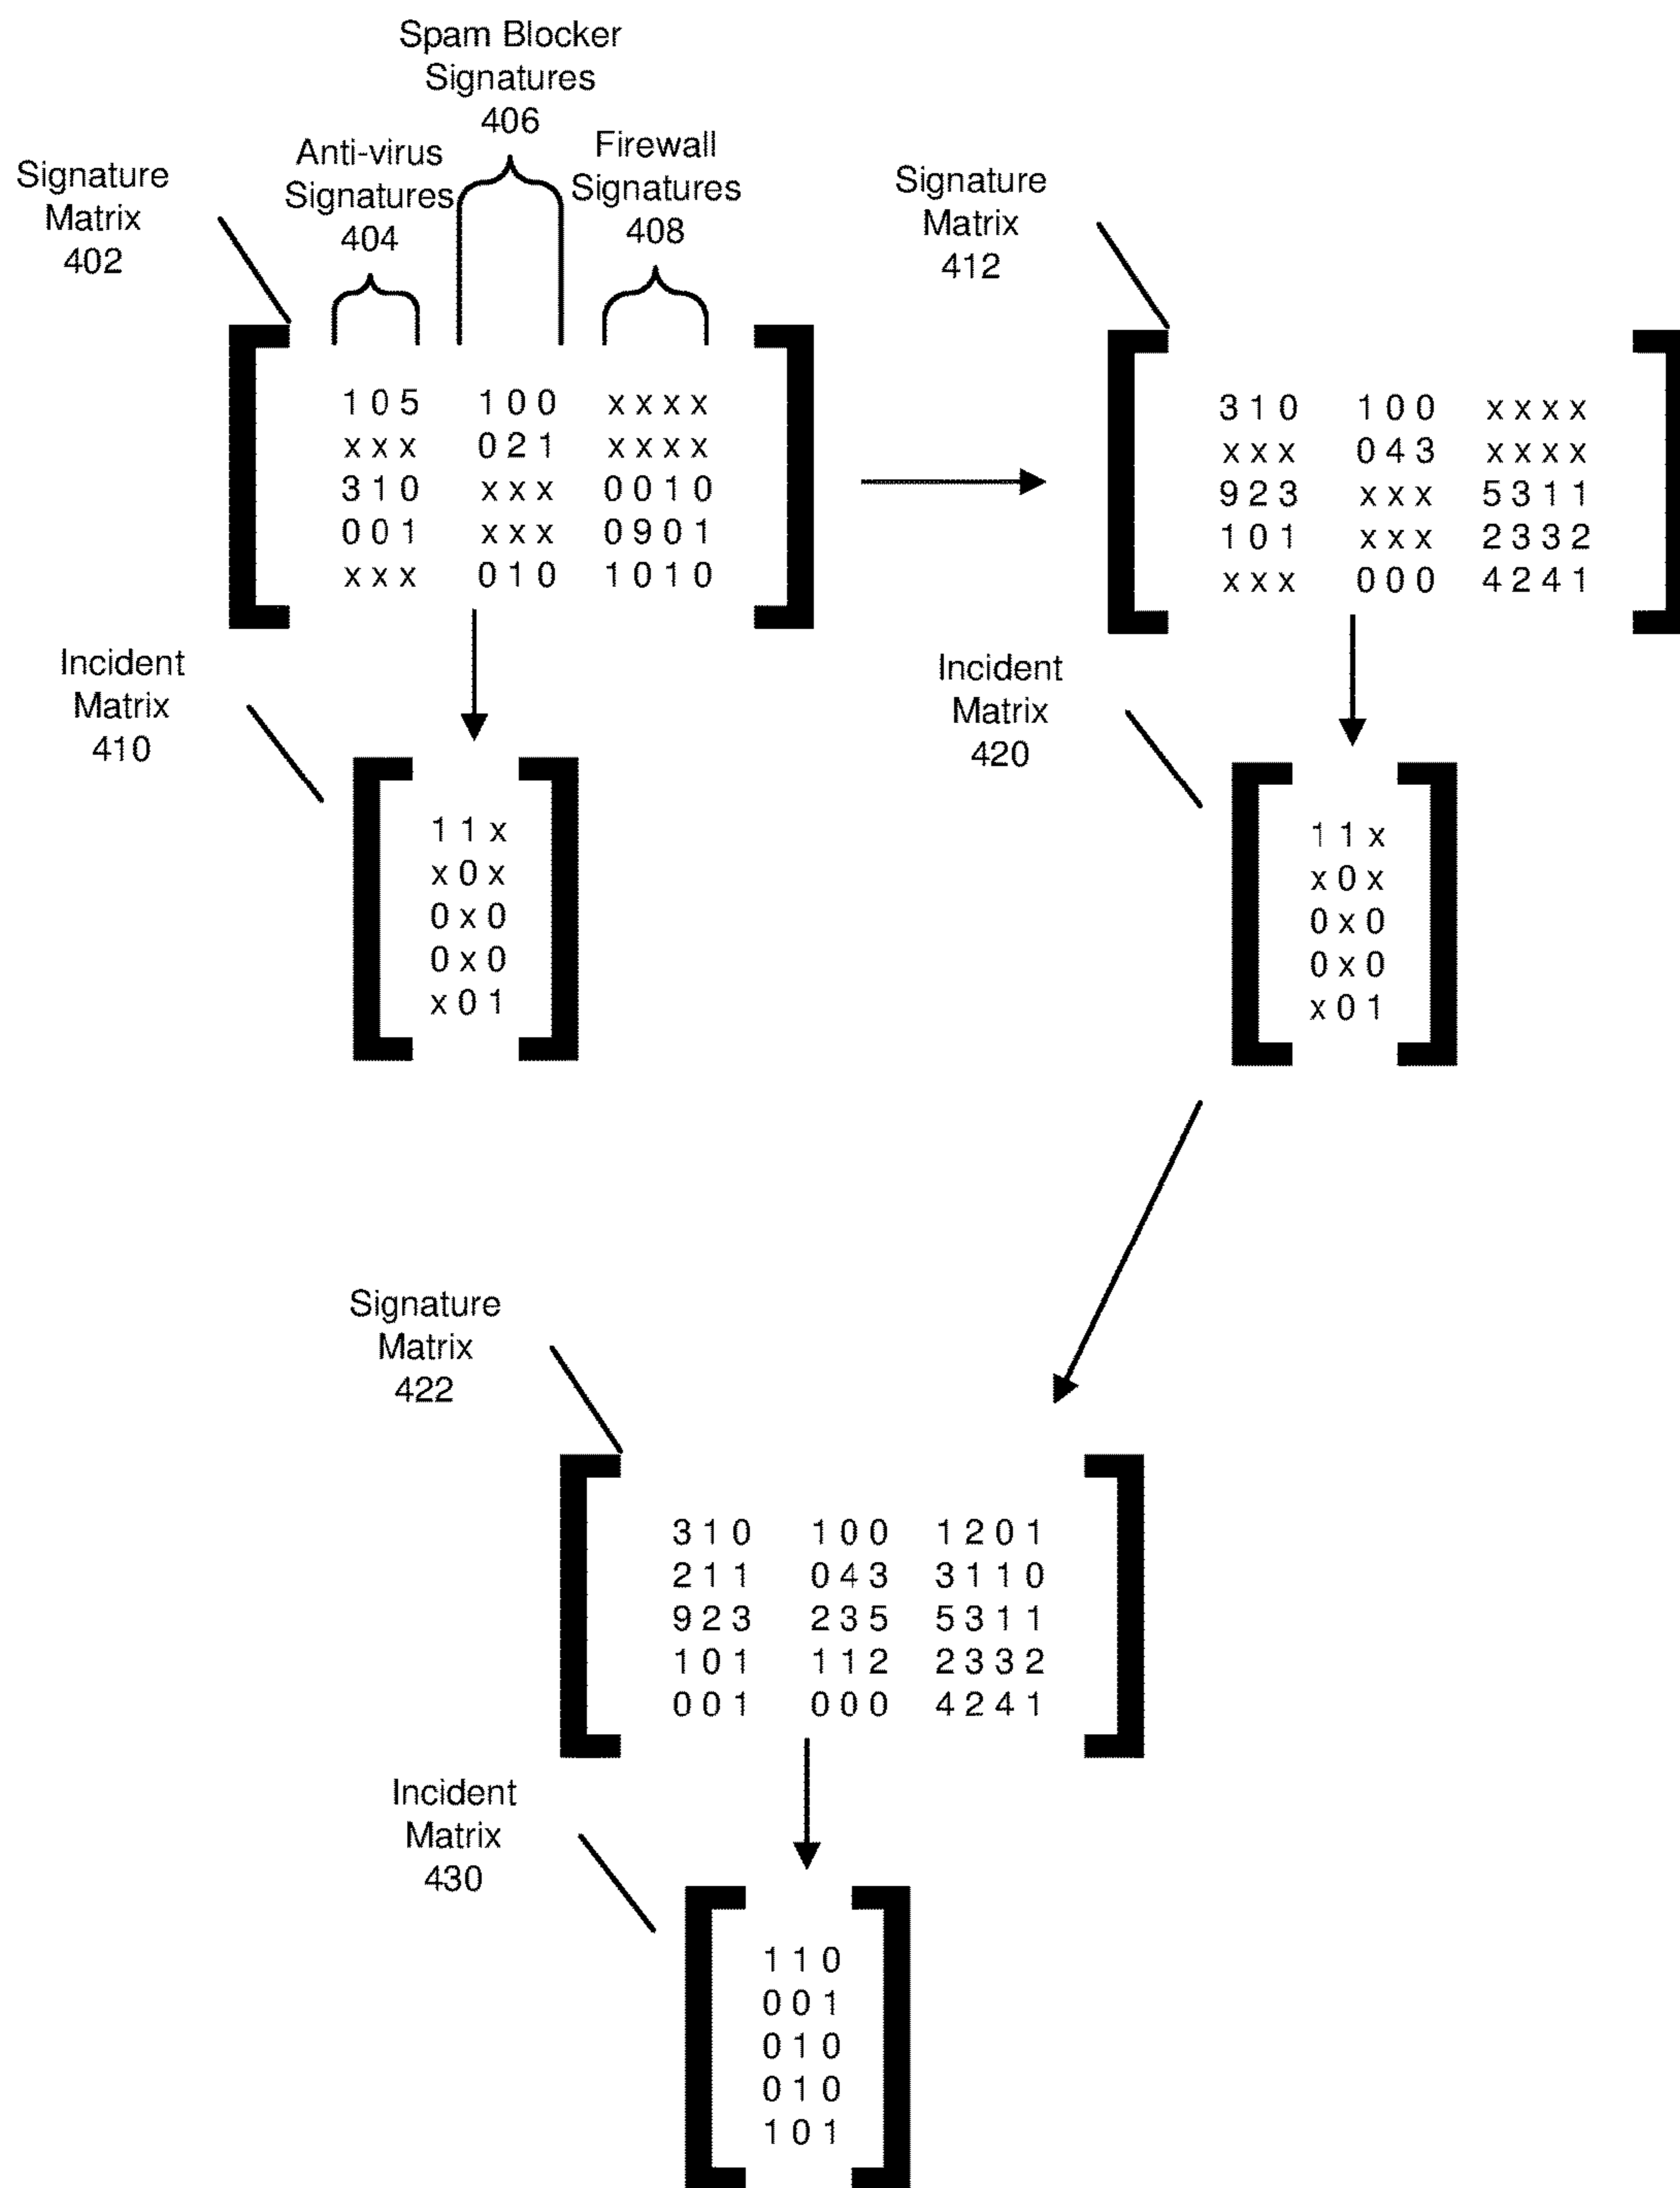 Spam Blocker
Signatures
406
Anti-virus
Signatures
404
Firewall
Signatures
408
Signature
Matrix
402
Signature
Matrix
412
1 0 5 1 0 0 x x x x
x x x 0 2 1 x x x x
3 1 0 x x x 0 0 1 0
0 0 1 x x x 0 9 0 1
x x x 0 1 0 1 0 1 0
3 1 0 1 0 0 x x x x
x x x 0 4 3 x x x x
9 2 3 x x x 5 3 1 1
1 0 1 x x x 2 3 3 2
x x x 0 0 0 4 2 4 1
Incident
Matrix
410
1 1 x
x 0 x
0 x 0
0 x 0
x 0 1
Incident
Matrix
420
1 1 x
x 0 x
0 x 0
0 x 0
x 0 1
Signature
Matrix
422
3 1 0 1 0 0 1 2 0 1
2 1 1 0 4 3 3 1 1 0
9 2 3 2 3 5 5 3 1 1
1 0 1 1 1 2 2 3 3 2
0 0 1 0 0 0 4 2 4 1
Incident
Matrix
430
1 1 0
0 0 1
0 1 0
0 1 0
1 0 1